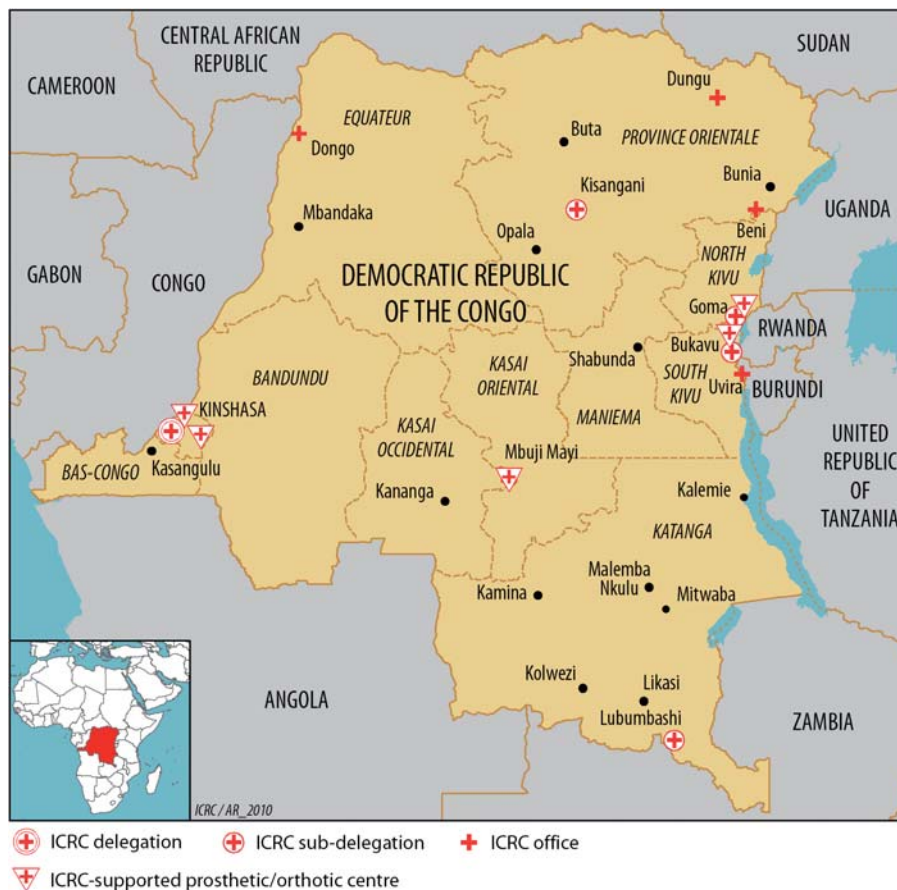 CENTRAL AFRICAN
REPUBLIC
SUDAN
CAMEROON
Dungu
EQUATEUR
Buta
PROVINCE ORIENTALE
Dongo
Bunia
Kisangani
Mbandaka
UGANDA
Beni
Opala
NORTH
KIVU
GABON
CONGO
DEMOCRATIC REPUBLIC
OF THE CONGO
Goma
RWANDA
Shabunda
Bukavu
KASAI
ORIENTAL
SOUTH
KIVU
BANDUNDU
Uvira
BURUNDI
KINSHASA
KASAI
OCCIDENTAL
MANIEMA
UNITED
REPUBLIC
OF
TANZANIA
Mbuji Mayi
BAS-CONGO
Kasangulu
Kananga
Kalemie
KATANGA
Malemba
Nkulu
Kamina
Mitwaba
Kolwezi
Likasi
ANGOLA
Lubumbashi
ZAMBIA
ICRC / AR_2010
ICRC delegation
ICRC sub-delegation
ICRC office
ICRC-supported prosthetic/orthotic centre